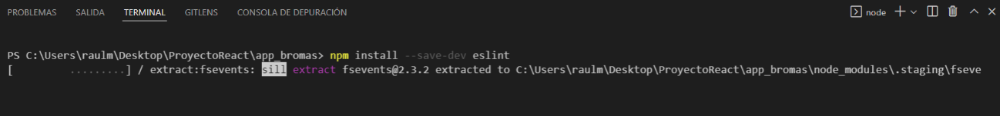 PROBLEMAS SALIDA TERMINAL GITLENS CONSOLA DE DEPURACIÓN node
PS C:\Users\raulm\Desktop\ProyectoReact\app_bromas> npm install --save-dev eslint
[ .........] / extract:fsevents: sill extract fsevents@2.3.2 extracted to C:\Users\raulm\Desktop\ProyectoReact\app_bromas\node_modules\.staging\fseve